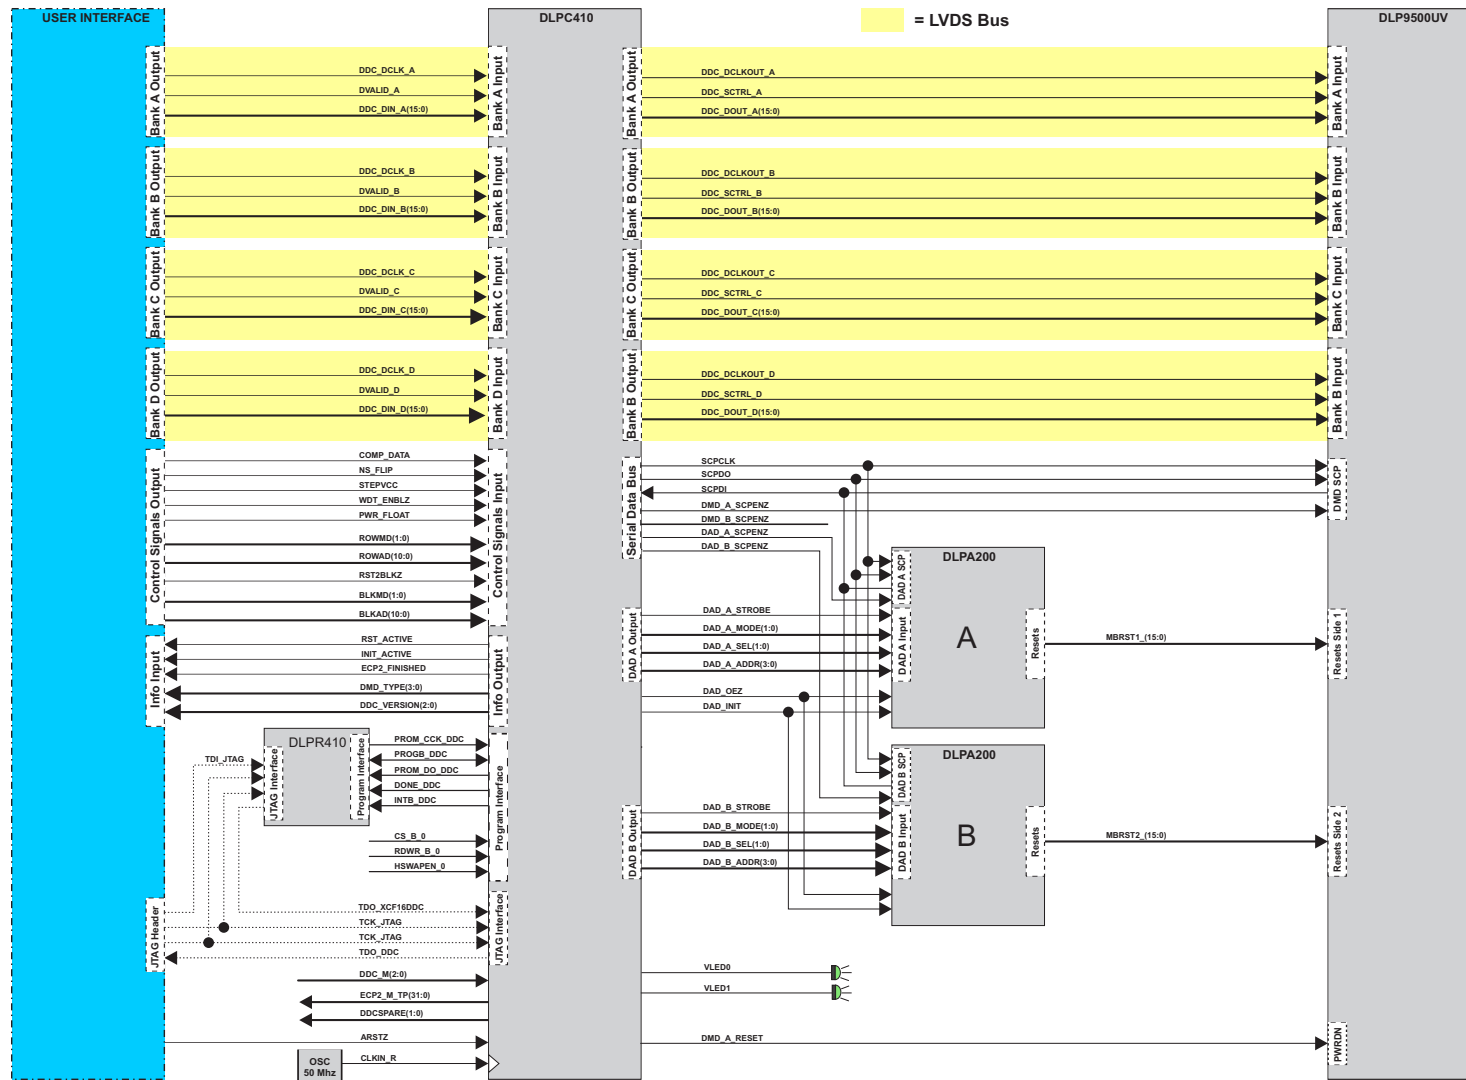 USER INTERFACE
DLPC410
= LVDS Bus
DLP9500UV
Bank A Output
DDC_DCLK_A
DVALID_A
DDC_DIN_A(15:0)
Bank A Input
Bank A Output
DDC_DCLKOUT_A
DDC_SCTRL_A
DDC_DOUT_A(15:0)
Bank A Input
Bank B Output
DDC_DCLK_B
DVALID_B
DDC_DIN_B(15:0)
Bank B Input
Bank B Output
DDC_DCLKOUT_B
DDC_SCTRL_B
DDC_DOUT_B(15:0)
Bank B Input
Bank C Output
DDC_DCLK_C
DVALID_C
DDC_DIN_C(15:0)
Bank C Input
Bank C Output
DDC_DCLKOUT_C
DDC_SCTRL_C
DDC_DOUT_C(15:0)
Bank C Input
Bank D Output
DDC_DCLK_D
DVALID_D
DDC_DIN_D(15:0)
Bank D Input
Bank B Output
DDC_DCLKOUT_D
DDC_SCTRL_D
DDC_DOUT_D(15:0)
Bank B Input
Control Signals Output
COMP_DATA
NS_FLIP
STEPVCC
WDT_ENBLZ
PWR_FLOAT
ROWMD(1:0)
ROWAD(10:0)
RST2BLKZ
BLKMD(1:0)
BLKAD(10:0)
Control Signals Input
Serial Data Bus
SCPCLK
SCPDO
SCPDI
DMD_A_SCPENZ
DMD_B_SCPENZ
DAD_A_SCPENZ
DAD_B_SCPENZ
DMD SCP
DLPA200
DAD A SCP
DAD A Input
A
Resets
DAD A Output
DAD_A_STROBE
DAD_A_MODE(1:0)
DAD_A_SEL(1:0)
DAD_A_ADDR(3:0)
DAD_OEZ
DAD_INIT
MBRST1_(15:0)
Resets Side 1
Info Input
RST_ACTIVE
INIT_ACTIVE
ECP2_FINISHED
DMD_TYPE(3:0)
DDC_VERSION(2:0)
Info Output
DLPR410
TDI_JTAG
JTAG Interface
Program Interface
PROM_CCK_DDC
PROGB_DDC
PROM_DO_DDC
DONE_DDC
INTB_DDC
CS_B_0
RDWR_B_0
HSWAPEN_0
Program Interface
DLPA200
DAD B SCP
DAD B Input
B
Resets
DAD B Output
DAD_B_STROBE
DAD_B_MODE(1:0)
DAD_B_SEL(1:0)
DAD_B_ADDR(3:0)
MBRST2_(15:0)
Resets Side 2
JTAG Header
TDO_XCF16DDC
TCK_JTAG
TCK_JTAG
TDO_DDC
JTAG Interface
DDC_M(2:0)
ECP2_M_TP(31:0)
DDCSPARE(1:0)
VLED0
VLED1
ARSTZ
OSC
50 Mhz
CLKIN_R
DMD_A_RESET
PWRDN